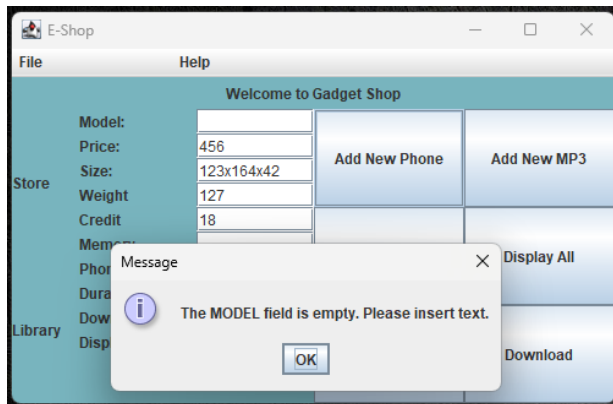 E-Shop
File Help
Welcome to Gadget Shop
Model:
Price: 456
Size: 123x164x42
Weight 127
Credit 18
Store
Library
Add New Phone
Add New MP3
Display All
Download
Message
The MODEL field is empty. Please insert text.
OK